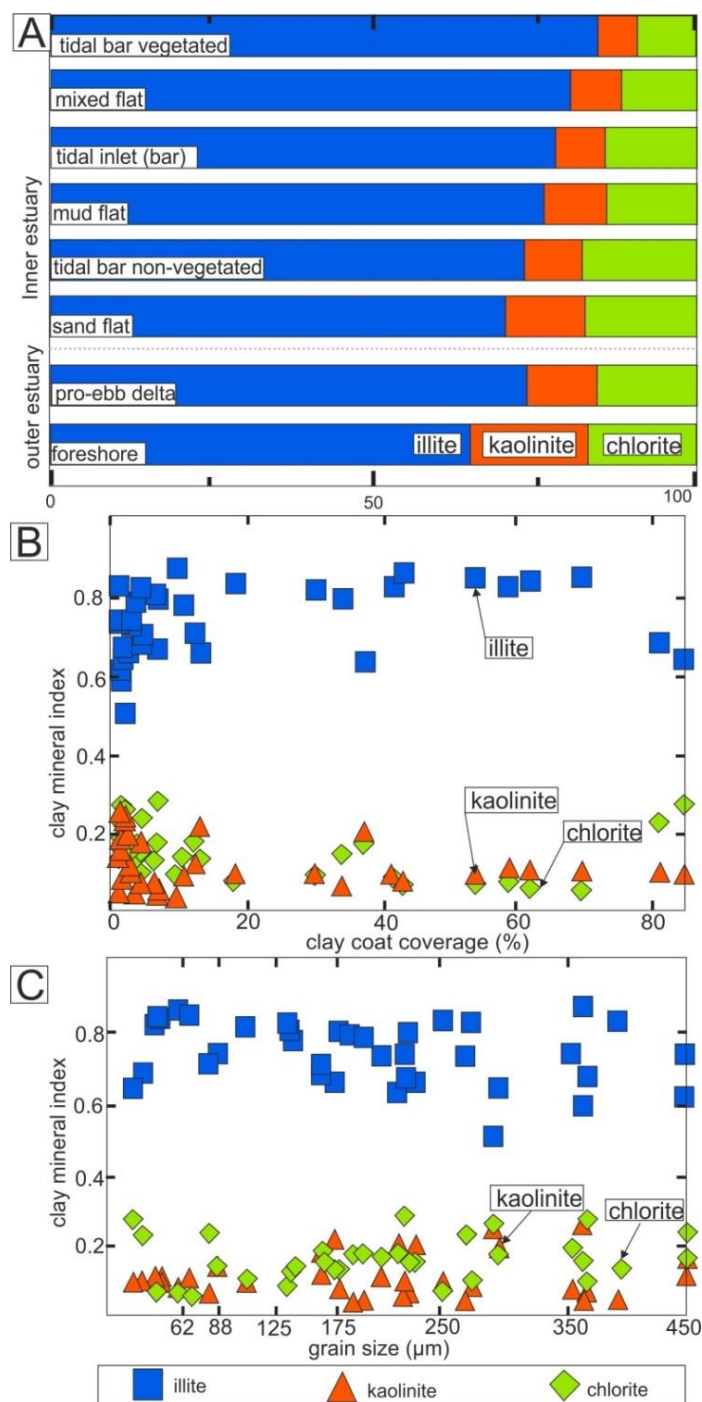 A
Inner estuary
outer estuary
tidal bar vegetated
mixed flat
tidal inlet (bar)
mud flat
tidal bar non-vegetated
sand flat
pro-ebb delta
foreshore
illite
kaolinite
chlorite
0
50
100
B
clay mineral index
0.8
0.6
0.4
0.2
illite
kaolinite
chlorite
0
20
40
60
80
clay coat coverage (%)
C
clay mineral index
0.8
0.6
0.4
0.2
kaolinite
chlorite
62
88
125
175
250
350
450
grain size (µm)
illite
kaolinite
chlorite